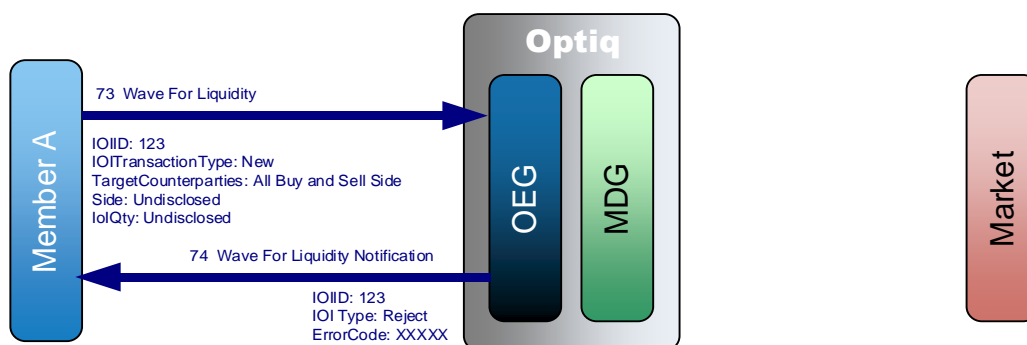 Optiq
Member A
73 Wave For Liquidity
IOIID: 123
IOITransactionType: New
TargetCounterparties: All Buy and Sell Side
Side: Undisclosed
IoIQty: Undisclosed
74 Wave For Liquidity Notification
IOIID: 123
IOI Type: Reject
ErrorCode: XXXXX
OEG
MDG
Market